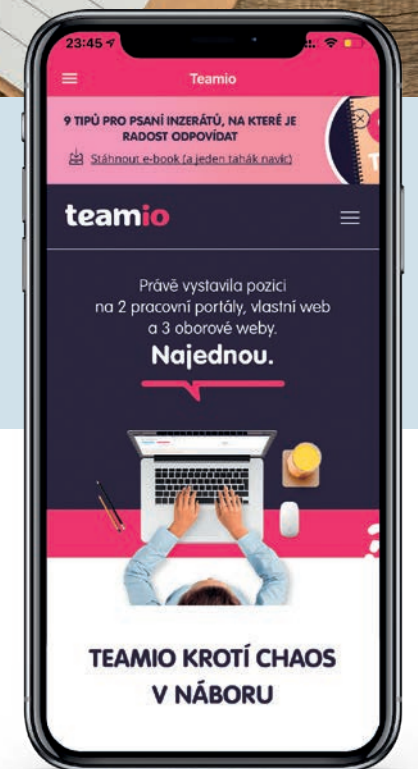 23:45
Teamio
9 TIPŮ PRO PSANÍ INZERÁTŮ, NA KTERÉ JE
RADOST ODPOVÍDAT
Stáhnout e-book (a jeden tahák navíc)
teamio
Právě vystavila pozici
na 2 pracovní portály, vlastní web
a 3 oborové weby.
Najednou.
TEAMIO KROTÍ CHAOS
V NÁBORU